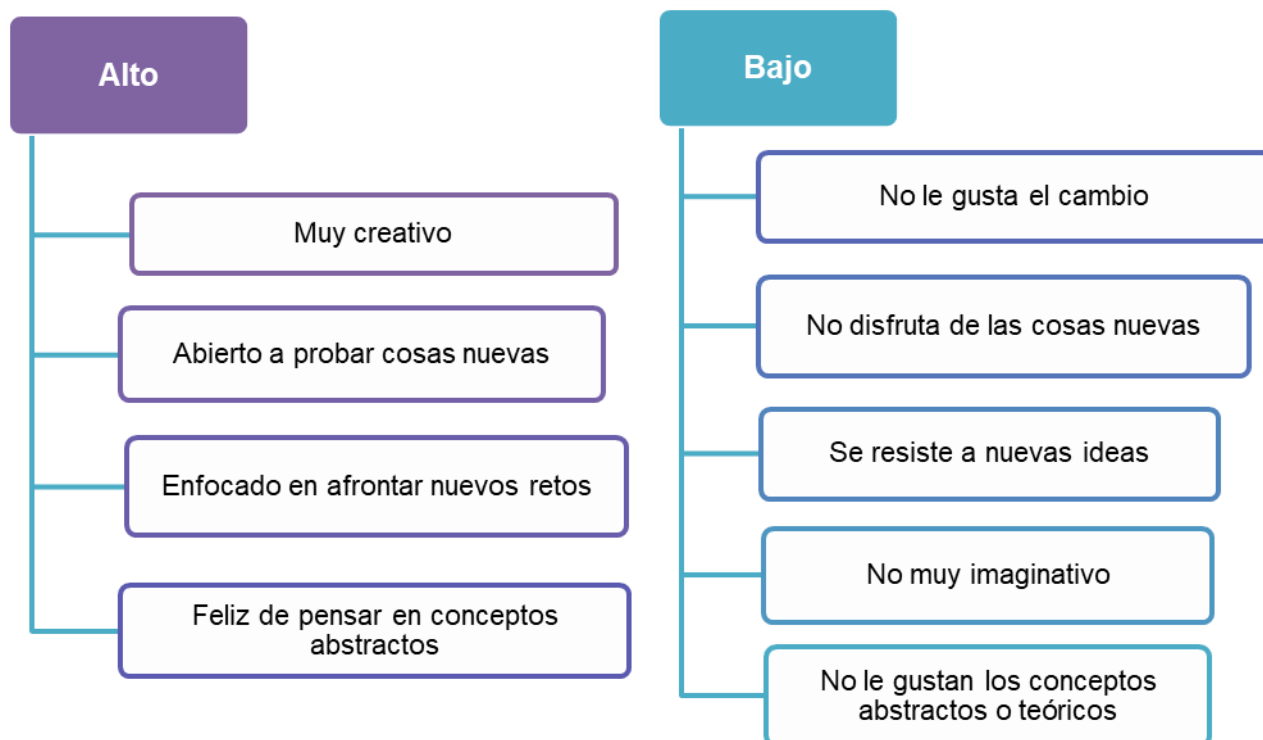 Alto
Muy creativo
Abierto a probar cosas nuevas
Enfocado en afrontar nuevos retos
Feliz de pensar en conceptos
abstractos
Bajo
No le gusta el cambio
No disfruta de las cosas nuevas
Se resiste a nuevas ideas
No muy imaginativo
No le gustan los conceptos
abstractos o teóricos